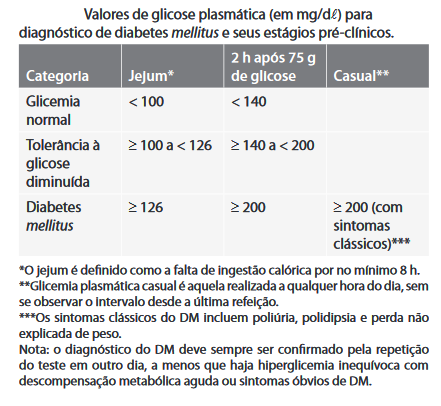 Valores de glicose plasmática (em mg/dℓ) para
diagnóstico de diabetes mellitus e seus estágios pré-clínicos.
Categoria Jejum* 2 h após 75 g de glicose Casual**
Glicemia normal < 100 < 140
Tolerância à glicose diminuída ≥ 100 a < 126 ≥ 140 a < 200
Diabetes mellitus ≥ 126 ≥ 200 ≥ 200 (com sintomas clássicos)***
*O jejum é definido como a falta de ingestão calórica por no mínimo 8 h.
**Glicemia plasmática casual é aquela realizada a qualquer hora do dia, sem
se observar o intervalo desde a última refeição.
***Os sintomas clássicos do DM incluem poliúria, polidipsia e perda não
explicada de peso.
Nota: o diagnóstico do DM deve sempre ser confirmado pela repetição
do teste em outro dia, a menos que haja hiperglicemia inequívoca com
descompensação metabólica aguda ou sintomas óbvios de DM.